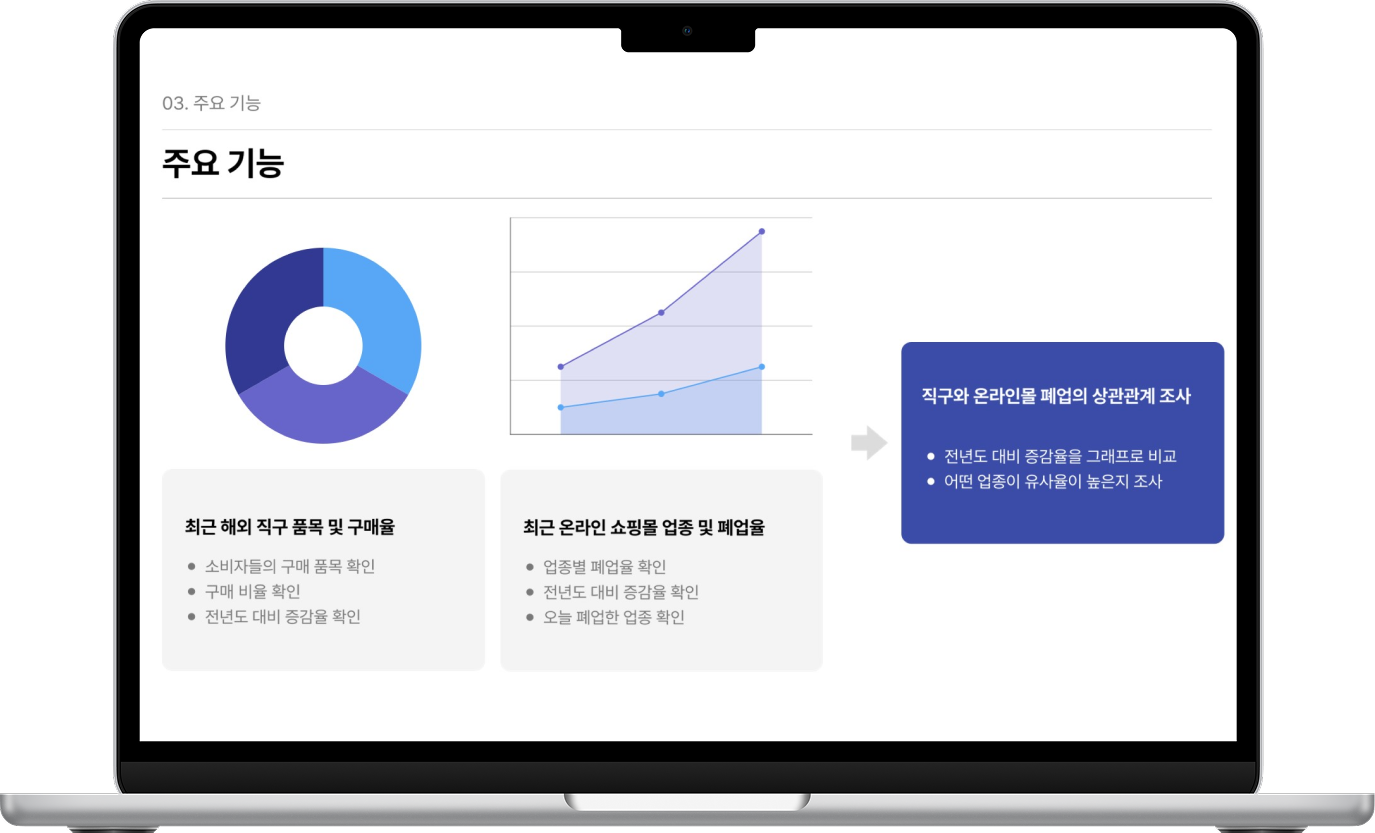 03. 주요 기능
주요 기능
최근 해외 직구 품목 및 구매율
소비자들의 구매 품목 확인
구매 비율 확인
전년도 대비 증감율 확인
최근 온라인 쇼핑몰 업종 및 폐업율
업종별 폐업율 확인
전년도 대비 증감율 확인
오늘 폐업한 업종 확인
직구와 온라인몰 폐업의 상관관계 조사
전년도 대비 증감율을 그래프로 비교
어떤 업종이 유사율이 높은지 조사